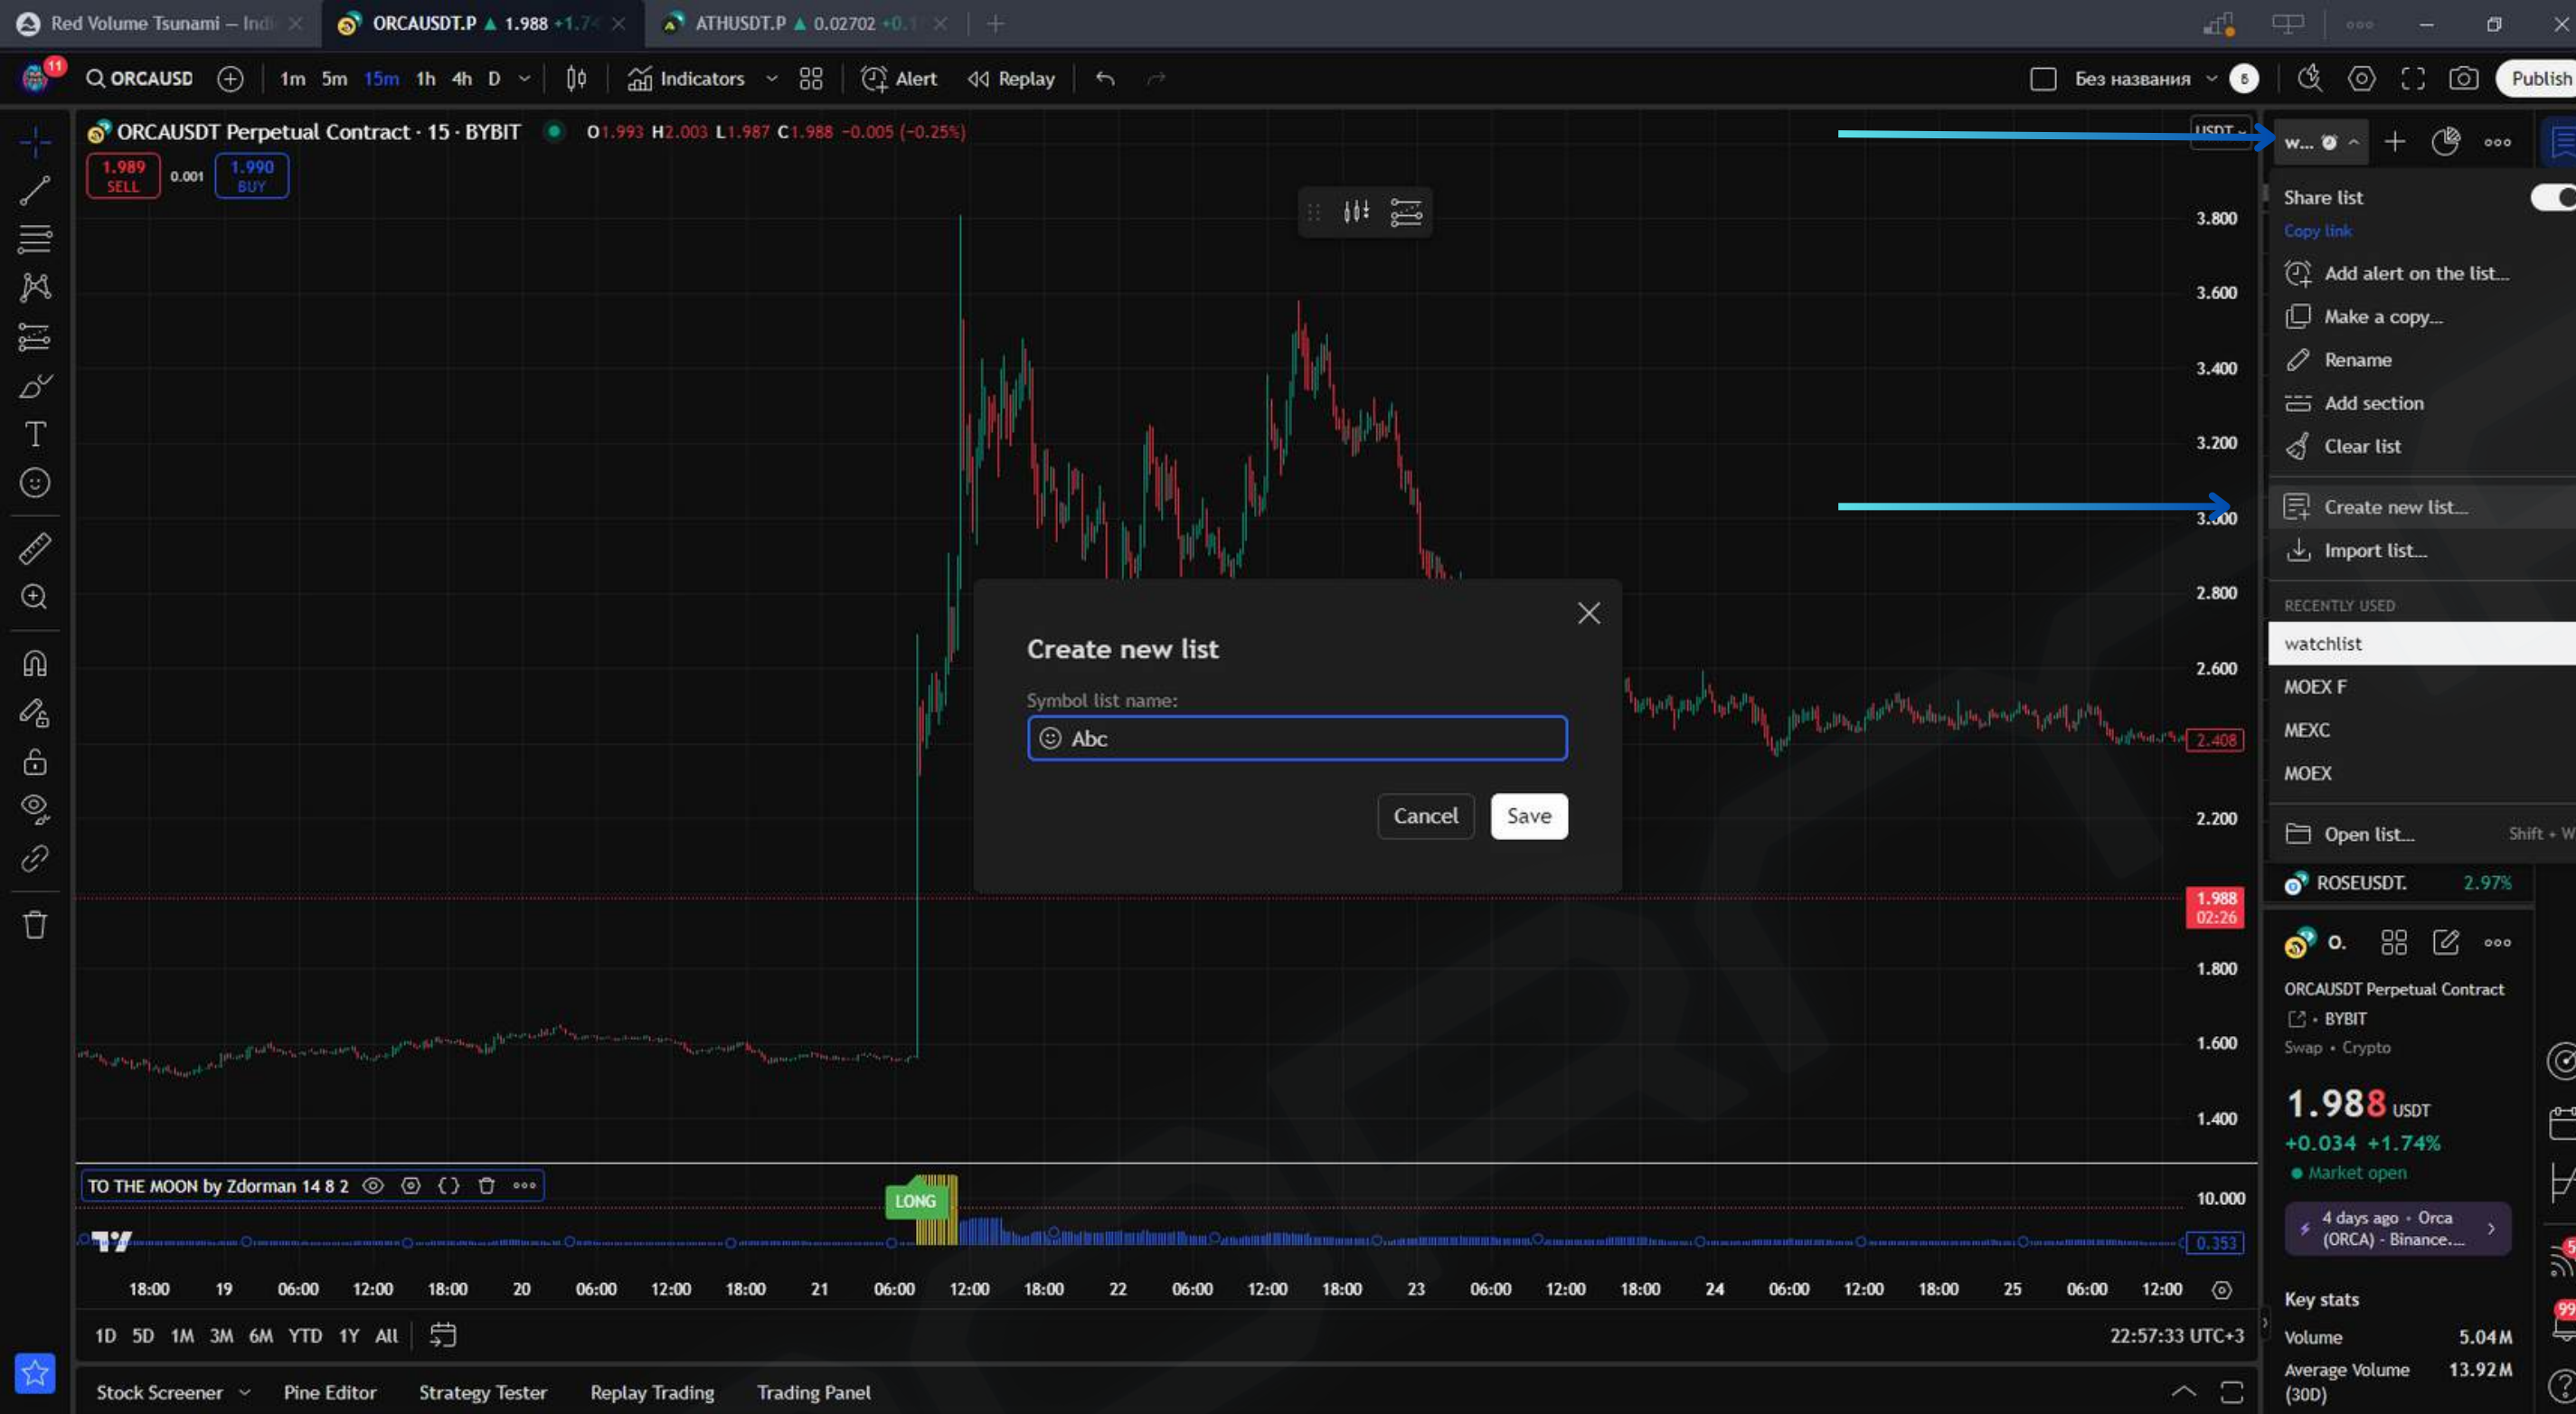 Red Volume Tsunami – Indi
ORCAUSDT.P ▲ 1.988 +1.74
ATHUSDT.P ▲ 0.02702 +0.1
11
ORCAUSD
1m 5m 15m 1h 4h D
Indicators
Alert
Replay
Без названия
Б
Publish
ORCAUSDT Perpetual Contract · 15 · BYBIT
O1.993 H2.003 L1.987 C1.988 −0.005 (−0.25%)
1.989
SELL
0.001
1.990
BUY
USDT
w...
Share list
Copy link
Add alert on the list...
Make a copy...
Rename
Add section
Clear list
Create new list...
Import list...
RECENTLY USED
watchlist
MOEX F
MEXC
MOEX
Open list...
Shift + W
ROSEUSDT. 2.97%
3.800
3.600
3.400
3.200
3.000
2.800
2.600
2.408
2.200
1.988
02:26
1.800
1.600
1.400
10.000
0.353
Create new list
Symbol list name:
Abc
Cancel
Save
O.
ORCAUSDT Perpetual Contract
• BYBIT
Swap • Crypto
1.988 USDT
+0.034 +1.74%
Market open
4 days ago • Orca
(ORCA) - Binance....
Key stats
Volume 5.04M
Average Volume 13.92M
(30D)
99
5
TO THE MOON by Zdorman 14 8 2
LONG
18:00 19 06:00 12:00 18:00 20 06:00 12:00 18:00 21 06:00 12:00 18:00 22 06:00 12:00 18:00 23 06:00 12:00 18:00 24 06:00 12:00 18:00 25 06:00 12:00
1D 5D 1M 3M 6M YTD 1Y All
22:57:33 UTC+3
Stock Screener
Pine Editor
Strategy Tester
Replay Trading
Trading Panel